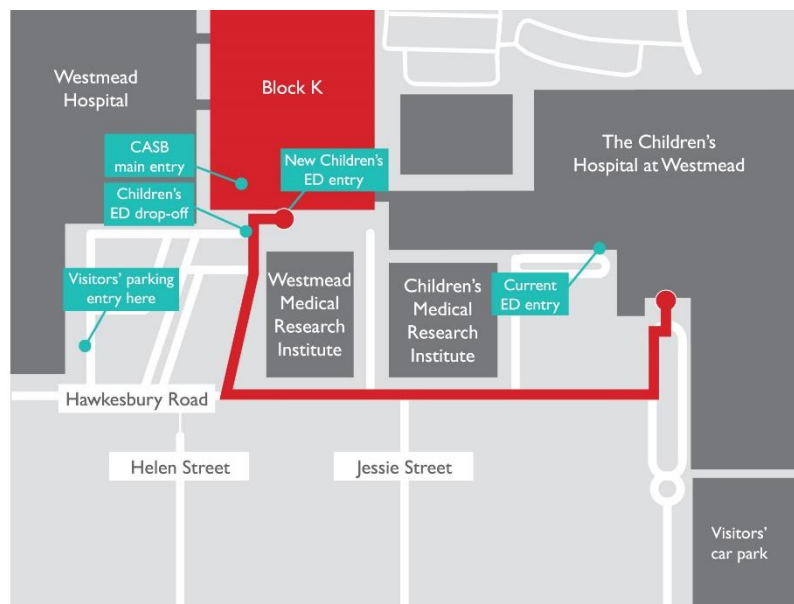 Westmead
Hospital
Block K
The Children's
Hospital at Westmead
CASB
main entry
New Children's
ED entry
Children's
ED drop-off
Visitors' parking
entry here
Westmead
Medical
Research
Institute
Children's
Medical
Research
Institute
Current
ED entry
Hawkesbury Road
Helen Street
Jessie Street
Visitors'
car park